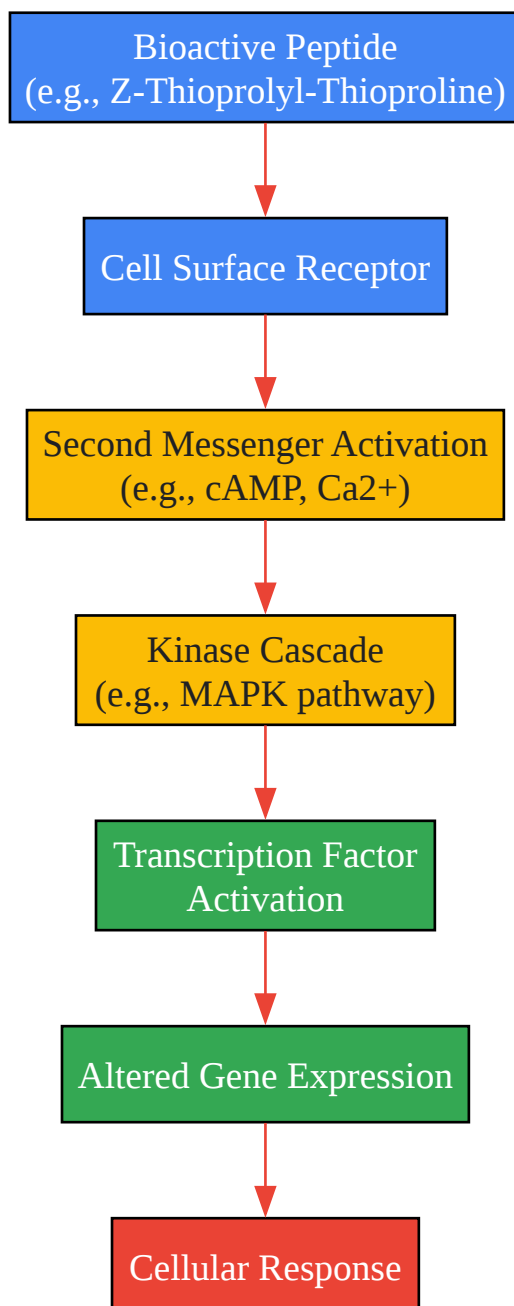 Bioactive Peptide
(e.g., Z-Thioprolyl-Thioproline)
Cell Surface Receptor
Second Messenger Activation
(e.g., cAMP, Ca2+)
Kinase Cascade
(e.g., MAPK pathway)
Transcription Factor
Activation
Altered Gene Expression
Cellular Response